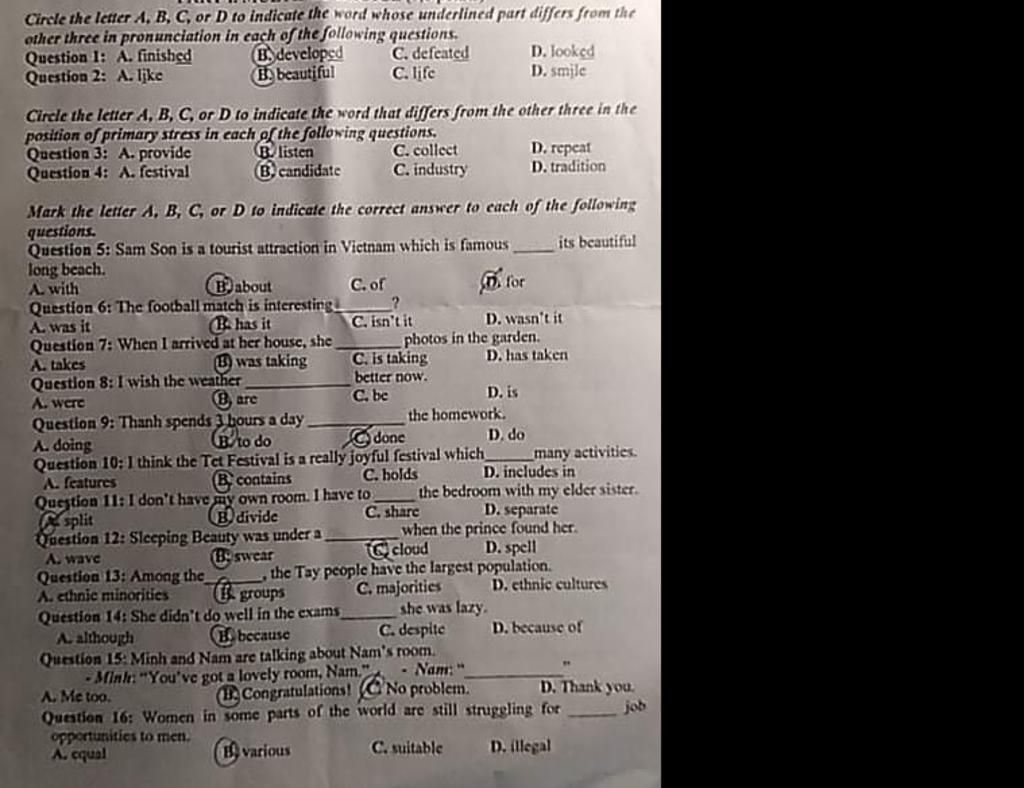 Circle the letter A, B, C, or D to indicate the word whose underlined part differs from the
other three in pronunciation in each of the following questions.
Question 1: A. finished B. developed C. defeated D. looked
Question 2: A. like B. beautiful C. life D. smile
Circle the letter A, B, C, or D to indicate the word that differs from the other three in the
position of primary stress in each of the following questions.
Question 3: A. provide B. listen C. collect D. repeat
Question 4: A. festival B. candidate C. industry D. tradition
Mark the letter A, B, C, or D to indicate the correct answer to each of the following
questions.
Question 5: Sam Son is a tourist attraction in Vietnam which is famous _____ its beautiful
long beach.
A. with B. about C. of D. for
Question 6: The football match is interesting _______?
A. was it B. has it C. isn't it D. wasn't it
Question 7: When I arrived at her house, she ________ photos in the garden.
A. takes B. was taking C. is taking D. has taken
Question 8: I wish the weather _____________ better now.
A. were B. are C. be D. is
Question 9: Thanh spends 3 hours a day ____________ the homework.
A. doing B. to do C. done D. do
Question 10: I think the Tet Festival is a really joyful festival which ______ many activities.
A. features B. contains C. holds D. includes in
Question 11: I don't have my own room. I have to _____ the bedroom with my elder sister.
A. split B. divide C. share D. separate
Question 12: Sleeping Beauty was under a _________ when the prince found her.
A. wave B. swear C. cloud D. spell
Question 13: Among the _______, the Tay people have the largest population.
A. ethnic minorities B. groups C. majorities D. ethnic cultures
Question 14: She didn't do well in the exams _______ she was lazy.
A. although B. because C. despite D. because of
Question 15: Minh and Nam are talking about Nam's room.
- Minh: "You've got a lovely room, Nam." - Nam: "____________"
A. Me too. B. Congratulations! C. No problem. D. Thank you.
Question 16: Women in some parts of the world are still struggling for ______ job
opportunities to men.
A. equal B. various C. suitable D. illegal